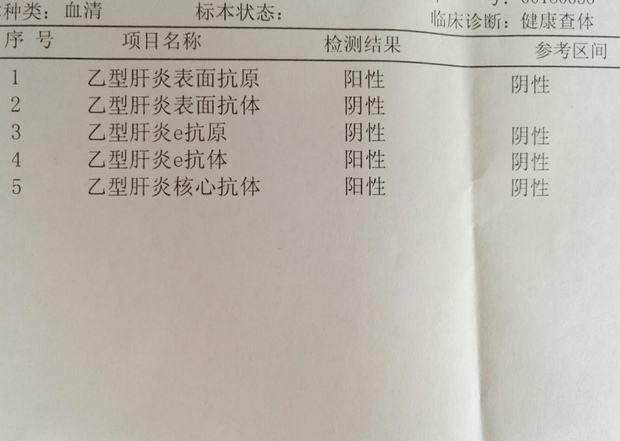 种类：血清 标本状态： 临床诊断：健康查体
序 号 项目名称 检测结果 参考区间
1 乙型肝炎表面抗原 阳性 阴性
2 乙型肝炎表面抗体 阴性
3 乙型肝炎e抗原 阴性 阴性
4 乙型肝炎e抗体 阳性 阴性
5 乙型肝炎核心抗体 阳性 阴性